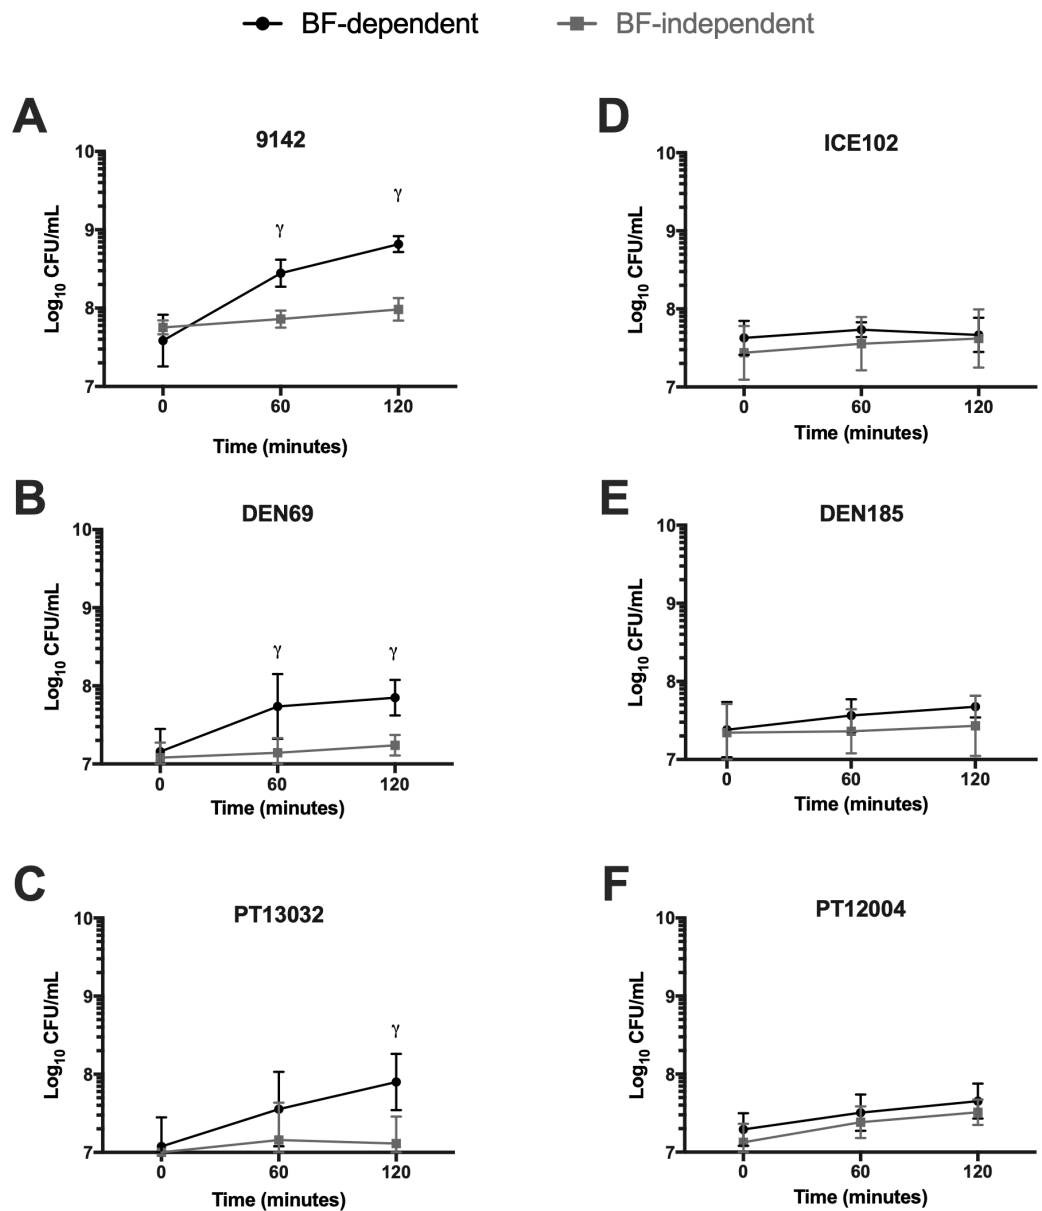 BF-dependent BF-independent
A
9142
10
9
8
7
Log10 CFU/mL
γ
γ
0 60 120
Time (minutes)
D
ICE102
10
9
8
7
Log10 CFU/mL
0 60 120
Time (minutes)
B
DEN69
10
9
8
7
Log10 CFU/mL
γ
γ
0 60 120
Time (minutes)
E
DEN185
10
9
8
7
Log10 CFU/mL
0 60 120
Time (minutes)
C
PT13032
10
9
8
7
Log10 CFU/mL
γ
0 60 120
Time (minutes)
F
PT12004
10
9
8
7
Log10 CFU/mL
0 60 120
Time (minutes)